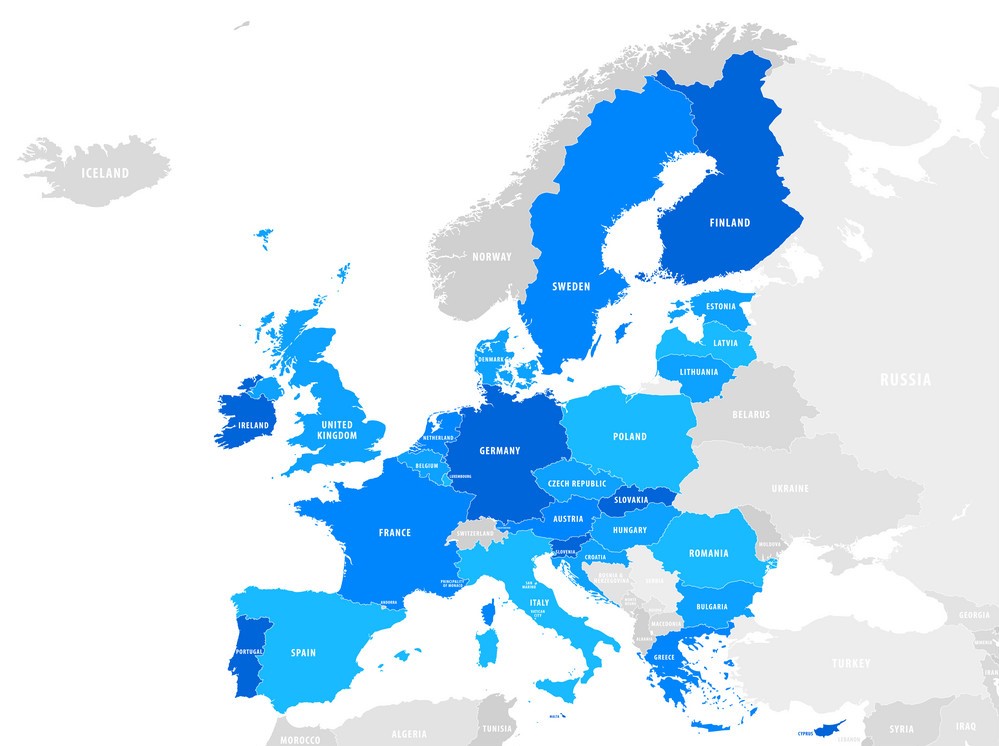 ICELAND
FINLAND
NORWAY
SWEDEN
ESTONIA
LATVIA
DENMARK
LITHUANIA
RUSSIA
BELARUS
IRELAND
UNITED
KINGDOM
NETHERLAND
POLAND
GERMANY
BELGIUM
LUXEMBOURG
CZECH REPUBLIC
UKRAINE
SLOVAKIA
AUSTRIA
FRANCE
SWITZERLAND
HUNGARY
MOLDOVA
SLOVENIA
CROATIA
ROMANIA
BOSNIA &
HERZEGOVINA
SERBIA
PRINCIPALITY
OF MONACO
SAN
MARINO
ANDORRA
ITALY
VATICAN
CITY
BULGARIA
GEORGIA
MACEDONIA
ALBANIA
PORTUGAL
SPAIN
GREECE
TURKEY
IRAN
MALTA
CYPRUS
TUNISIA
ALGERIA
MOROCCO
SYRIA
IRAQ
LEBANON